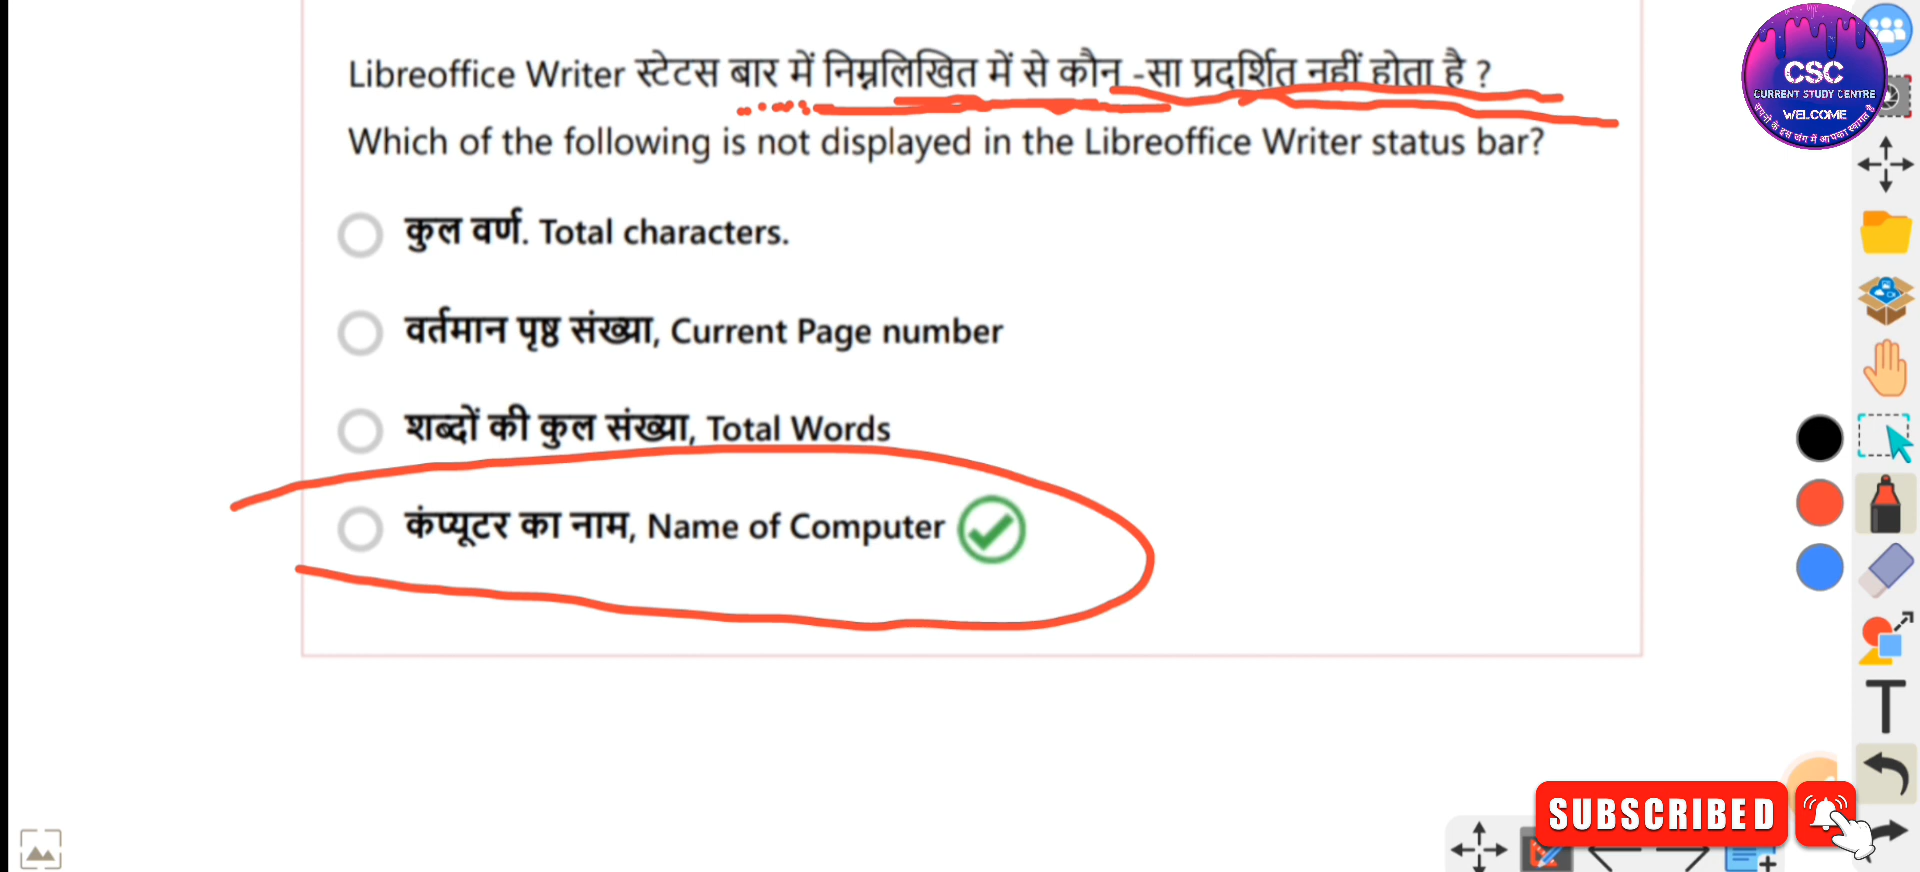 Libreoffice Writer स्टेटस बार में निम्नलिखित में से कौन -सा प्रदर्शित नहीं होता है ?
Which of the following is not displayed in the Libreoffice Writer status bar?
कुल वर्ण. Total characters.
वर्तमान पृष्ठ संख्या, Current Page number
शब्दों की कुल संख्या, Total Words
कंप्यूटर का नाम, Name of Computer
CSC
CURRENT STUDY CENTRE
WELCOME
T
SUBSCRIBED